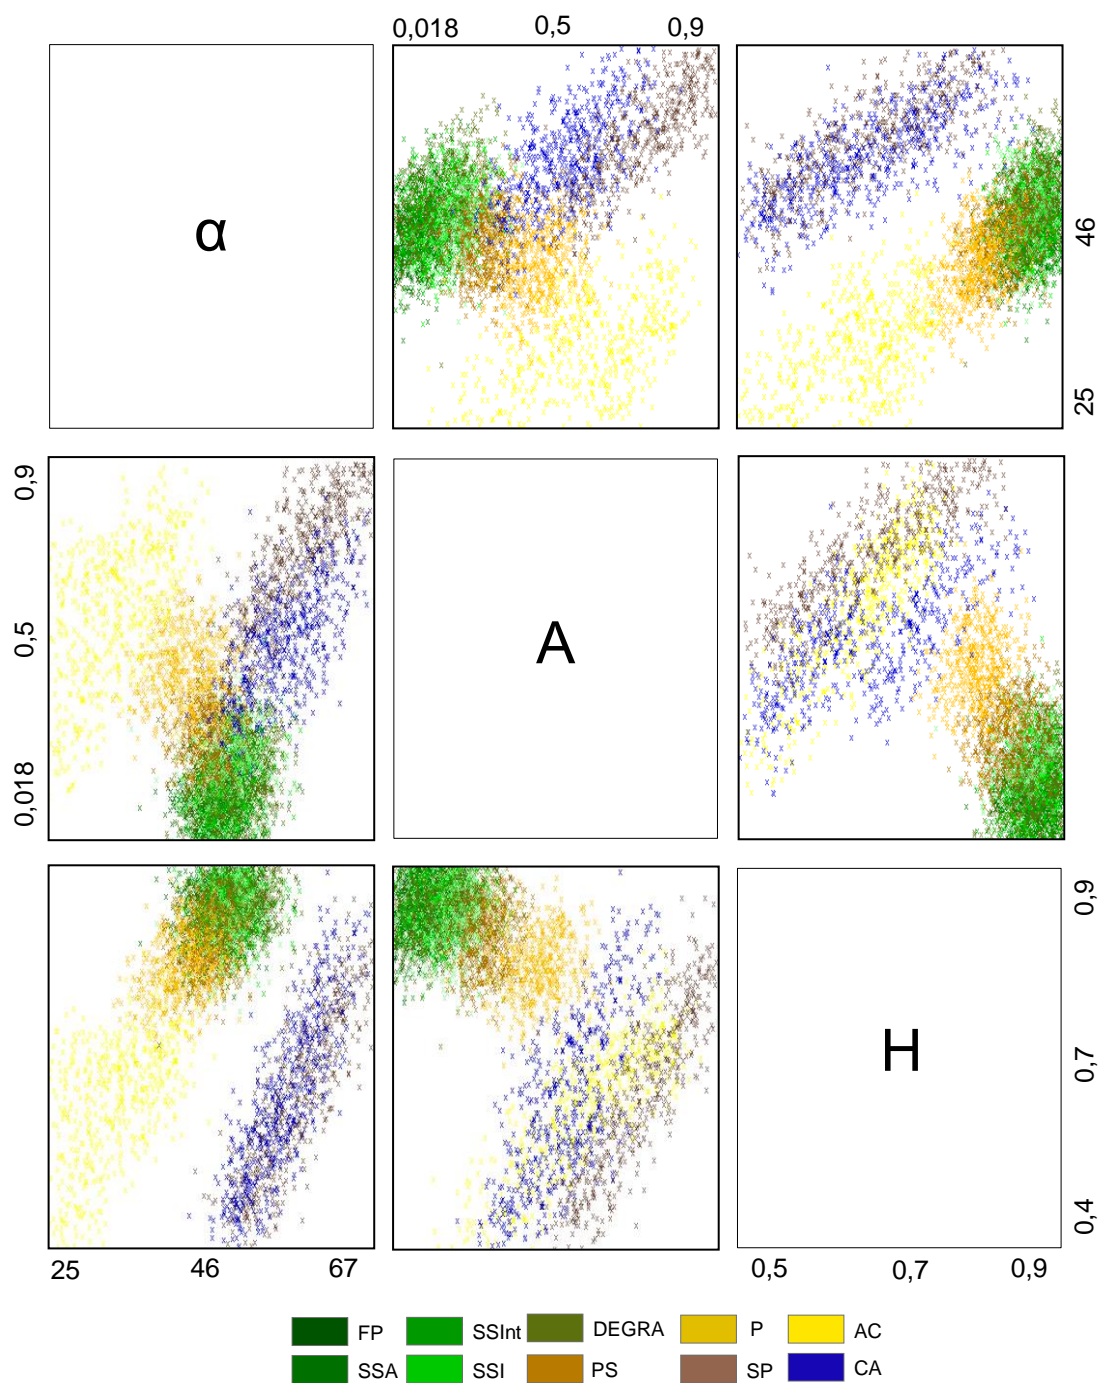 0,018 0,5 0,9
α
46
25
0,9
0,5
0,018
A
H
0,9
0,7
0,4
25 46 67
0,5 0,7 0,9
FP SSInt DEGRA P AC
SSA SSI PS SP CA